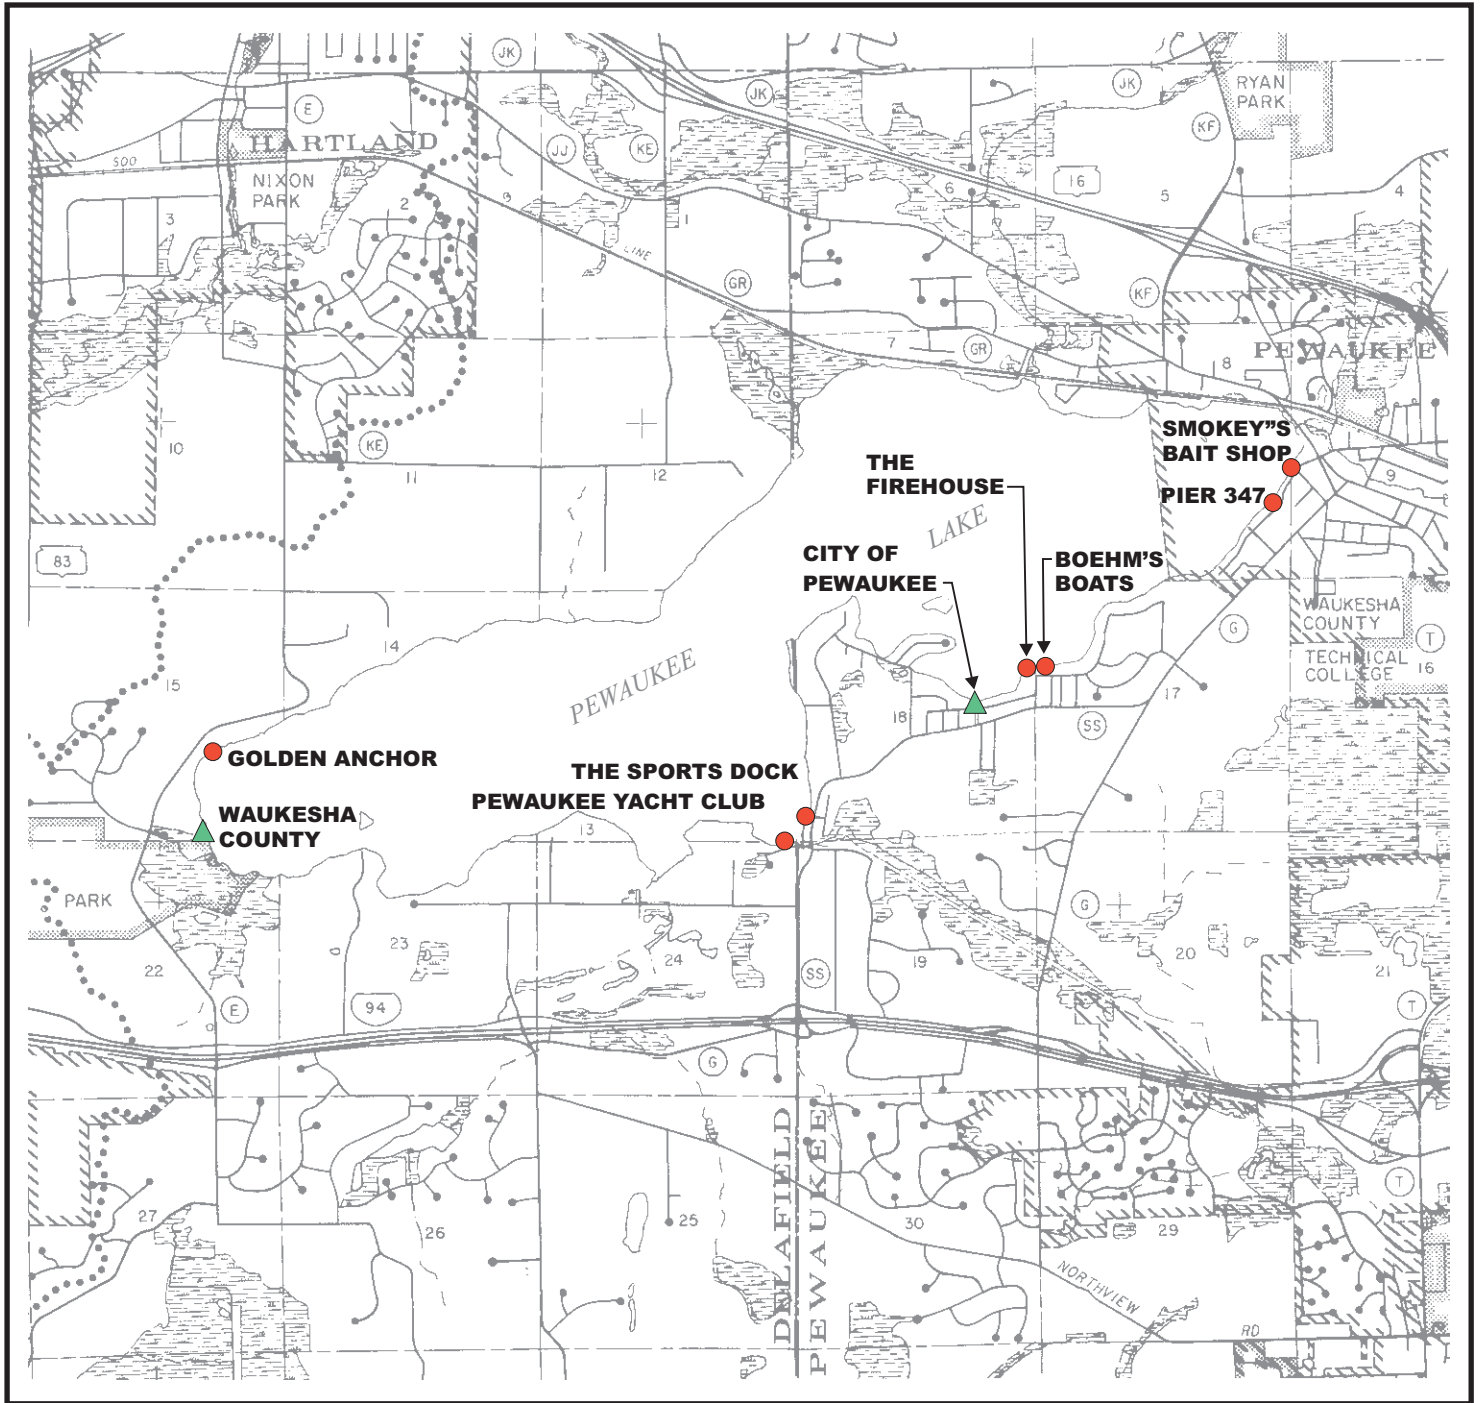 JK
RYAN
PARK
JK
JK
E
HARTLAND
JJ
KE
KF
SOO
NIXON
PARK
2
6
16
5
4
3
1
LINE
GR
KF
7
GR
8
PEWAUKEE
10
KE
11
12
SMOKEY"S
BAIT SHOP
THE
FIREHOUSE
9
PIER 347
LAKE
83
CITY OF
PEWAUKEE
BOEHM'S
BOATS
WAUKESHA
COUNTY
G
T
14
TECHNICAL
COLLEGE
16
15
PEWAUKEE
17
18
SS
GOLDEN ANCHOR
THE SPORTS DOCK
PEWAUKEE YACHT CLUB
WAUKESHA
COUNTY
13
PARK
G
23
22
24
19
20
21
SS
E
94
T
G
DELAFIELD
PEWAUKEE
T
27
26
25
30
29
NORTHVIEW
RD